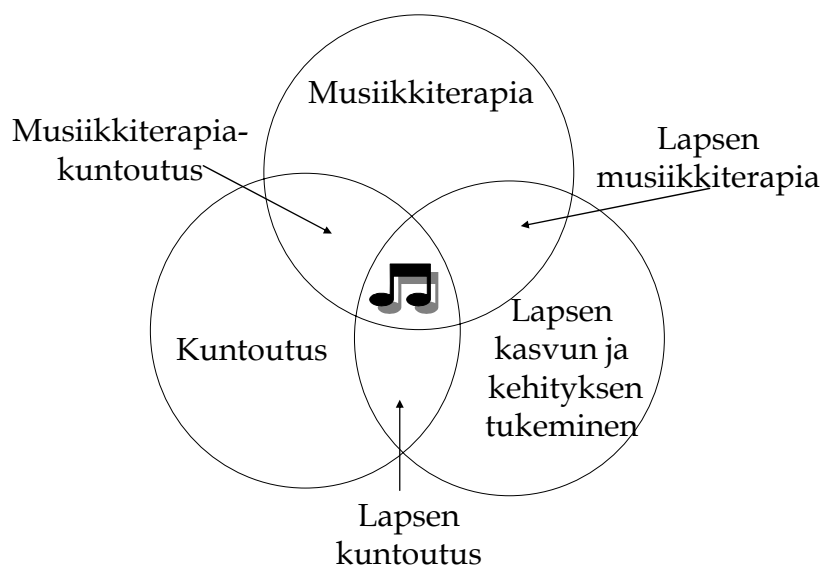 Musiikkiterapia
Musiikkiterapia-
kuntoutus
Lapsen
musiikkiterapia
Kuntoutus
Lapsen
kasvun ja
kehityksen
tukeminen
Lapsen
kuntoutus